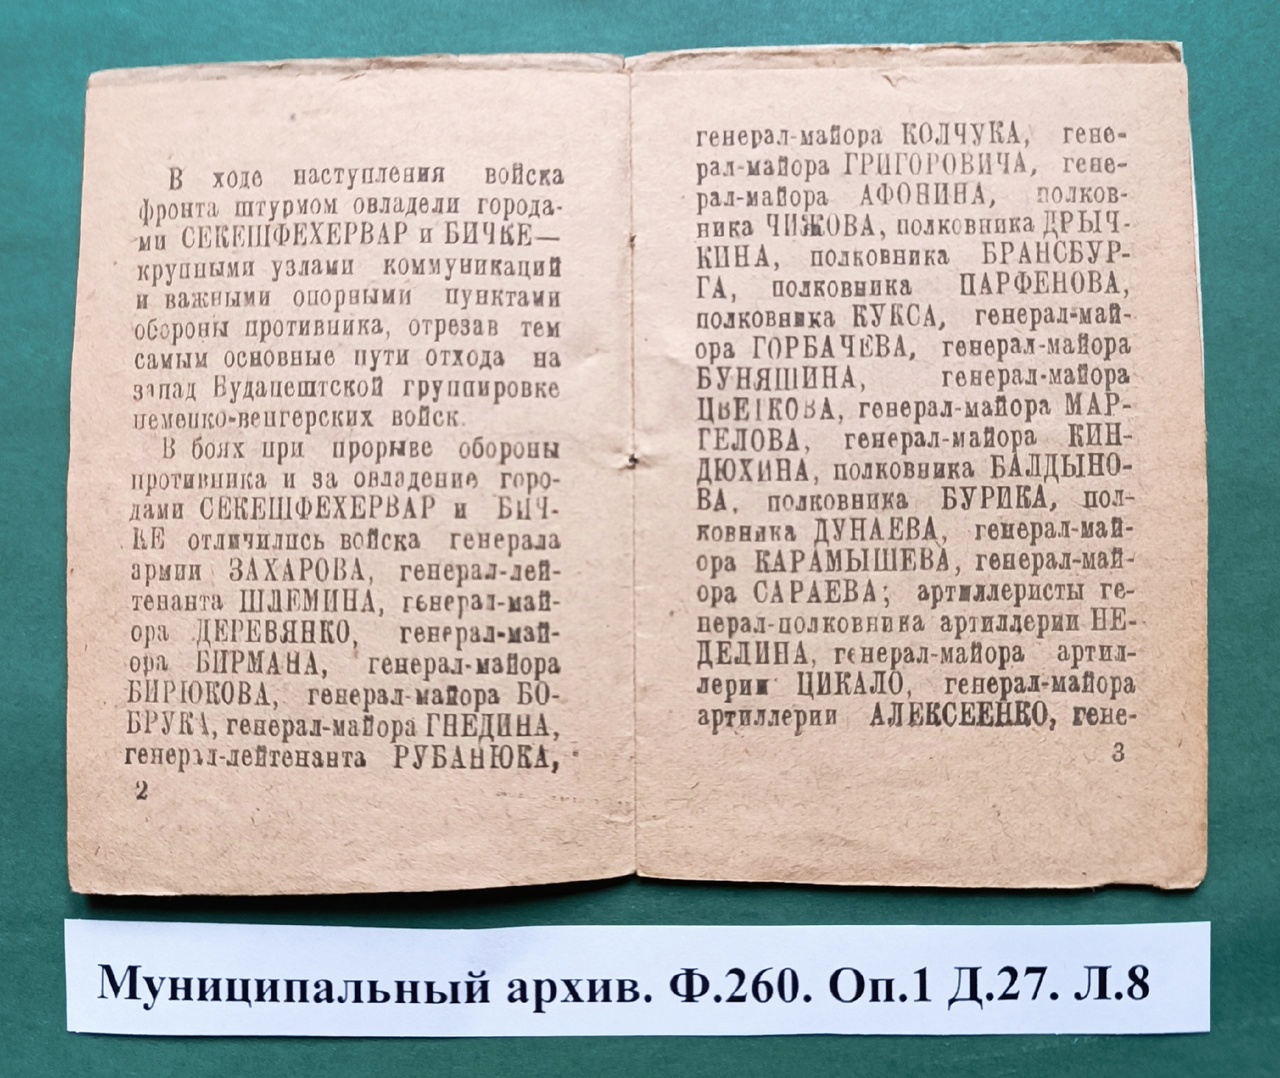 В ходе наступления войска
фронта штурмом овладели города-
ми СЕКЕШФЕХЕРВАР и БИЧКЕ—
крупными узлами коммуникаций
и важными опорными пунктами
обороны противника, отрезав тем
самым основные пути отхода на
запад Будапештской группировке
немецко-венгерских войск.
В боях при прорыве обороны
противника и за овладение горо-
дами СЕКЕШФЕХЕРВАР и БИЧ-
КЕ отличились войска генерала
армии ЗАХАРОВА, генерал-лей-
тенанта ШЛЕМИНА, генерал-май-
ора ДЕРЕВЯНКО, генерал-май-
ора БИРМАНА, генерал-майора
БИРЮКОВА, генерал-майора БО-
БРУКА, генерал-майора ГНЕДИНА,
генерал-лейтенанта РУБАНЮКА,
2
генерал-майора КОЛЧУКА, гене-
рал-майора ГРИГОРОВИЧА, гене-
рал-майора АФОНИНА, полков-
ника ЧИЖОВА, полковника ДРЫЧ-
КИНА, полковника БРАНСБУР-
ГА, полковника ПАРФЕНОВА,
полковника КУКСА, генерал-май-
ора ГОРБАЧЕВА, генерал-майора
БУНЯШИНА, генерал-майора
ЦВЕТКОВА, генерал-майора МАР-
ГЕЛОВА, генерал-майора КИН-
ДЮХИНА, полковника БАЛДЫНО-
ВА, полковника БУРИКА, пол-
ковника ДУНАЕВА, генерал-май-
ора КАРАМЫШЕВА, генерал-май-
ора САРАЕВА; артиллеристы ге-
нерал-полковника артиллерии НЕ-
ДЕЛИНА, генерал-майора артил-
лерии ЦИКАЛО, генерал-майора
артиллерии АЛЕКСЕЕНКО, гене-
3
Муниципальный архив. Ф.260. Оп.1 Д.27. Л.8